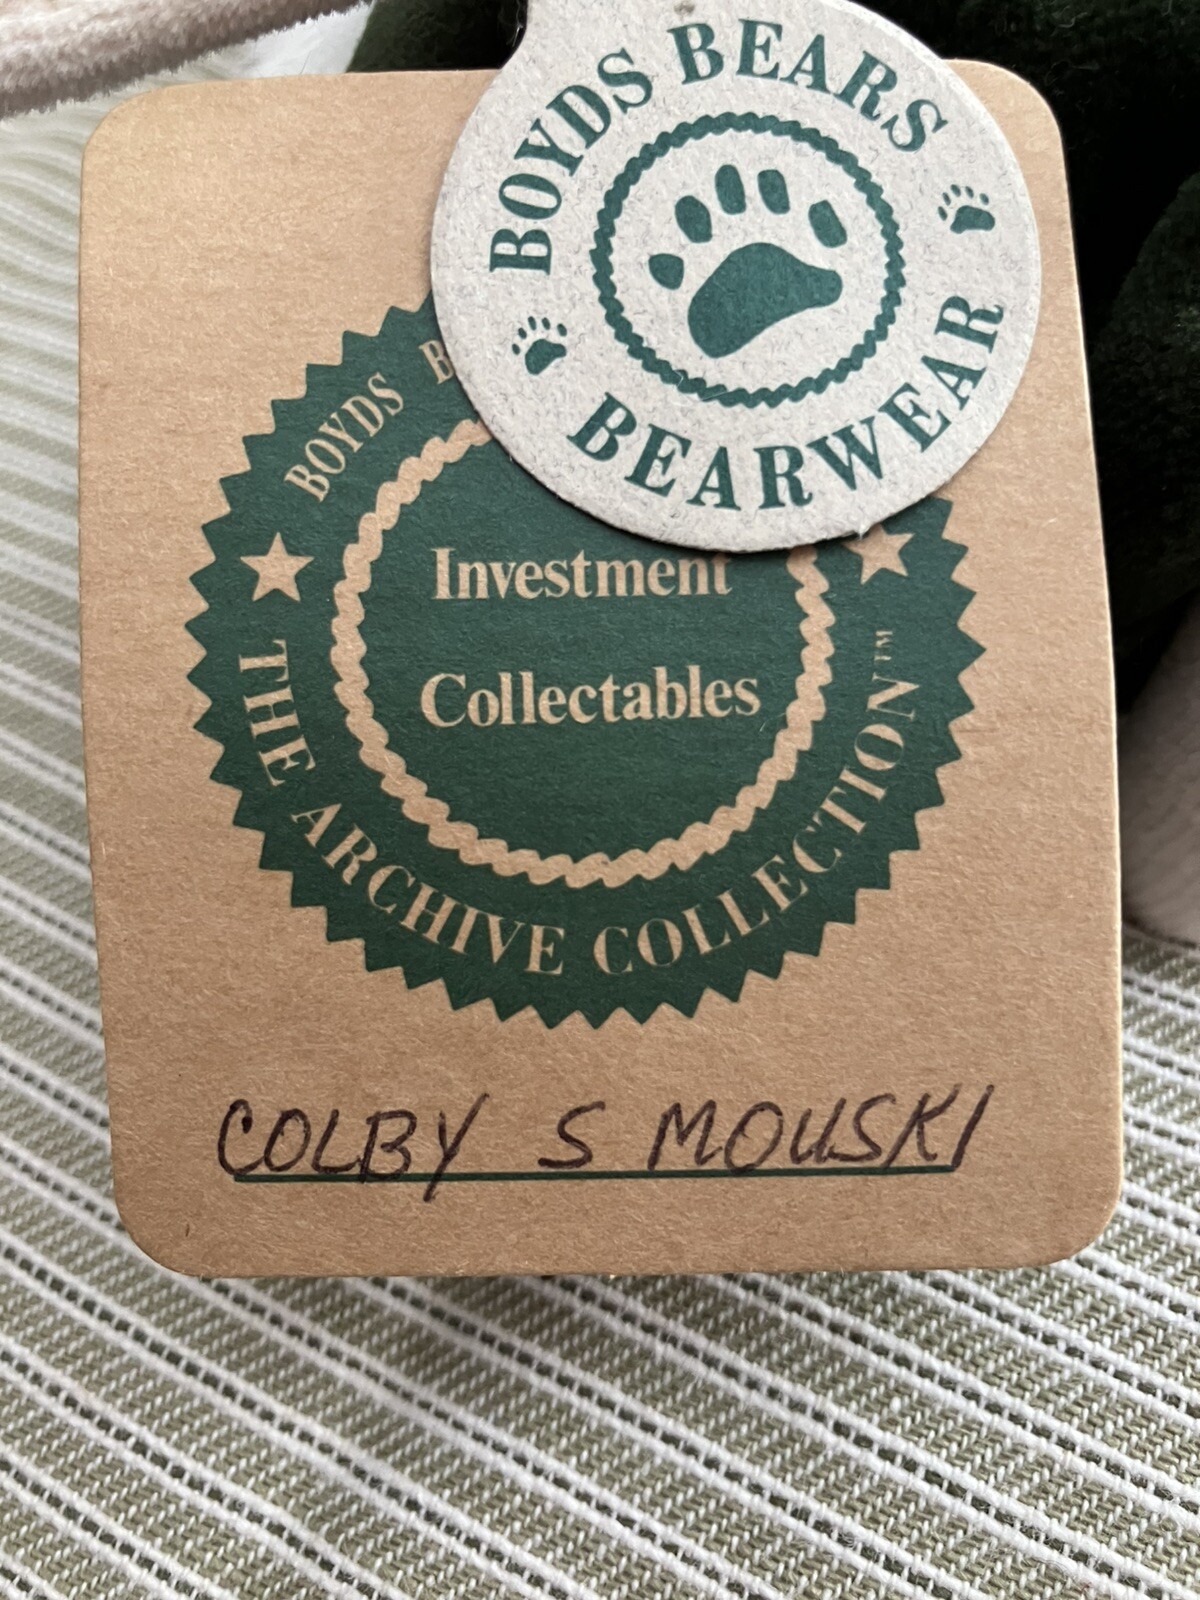 BOYDS BEARS
BEARWEAR
BOYDS
Investment
Collectables
THE ARCHIVE COLLECTION™
COLBY S MOUSKI